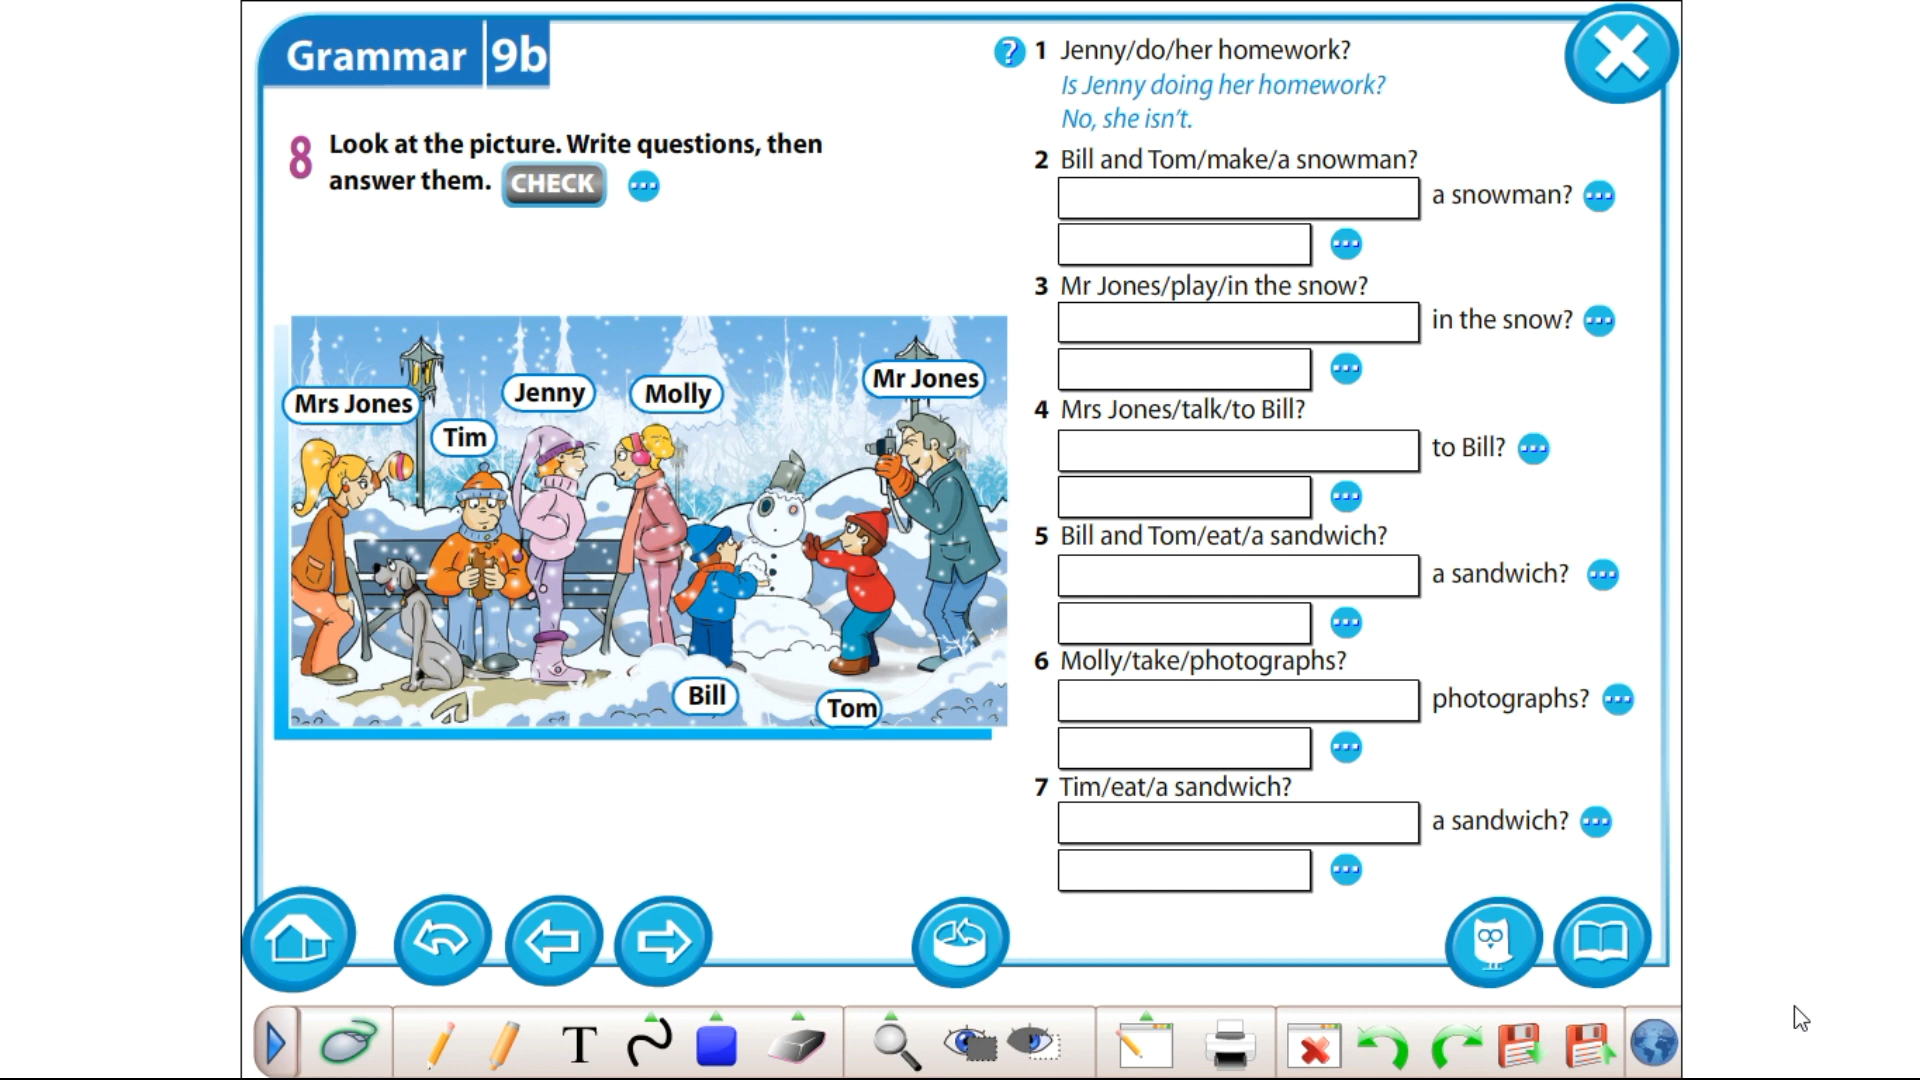 Grammar 9b
8 Look at the picture. Write questions, then
answer them. CHECK
Mrs Jones
Tim
Jenny
Molly
Mr Jones
Bill
Tom
? 1 Jenny/do/her homework?
Is Jenny doing her homework?
No, she isn't.
2 Bill and Tom/make/a snowman?
a snowman?
3 Mr Jones/play/in the snow?
in the snow?
4 Mrs Jones/talk/to Bill?
to Bill?
5 Bill and Tom/eat/a sandwich?
a sandwich?
6 Molly/take/photographs?
photographs?
7 Tim/eat/a sandwich?
a sandwich?
T